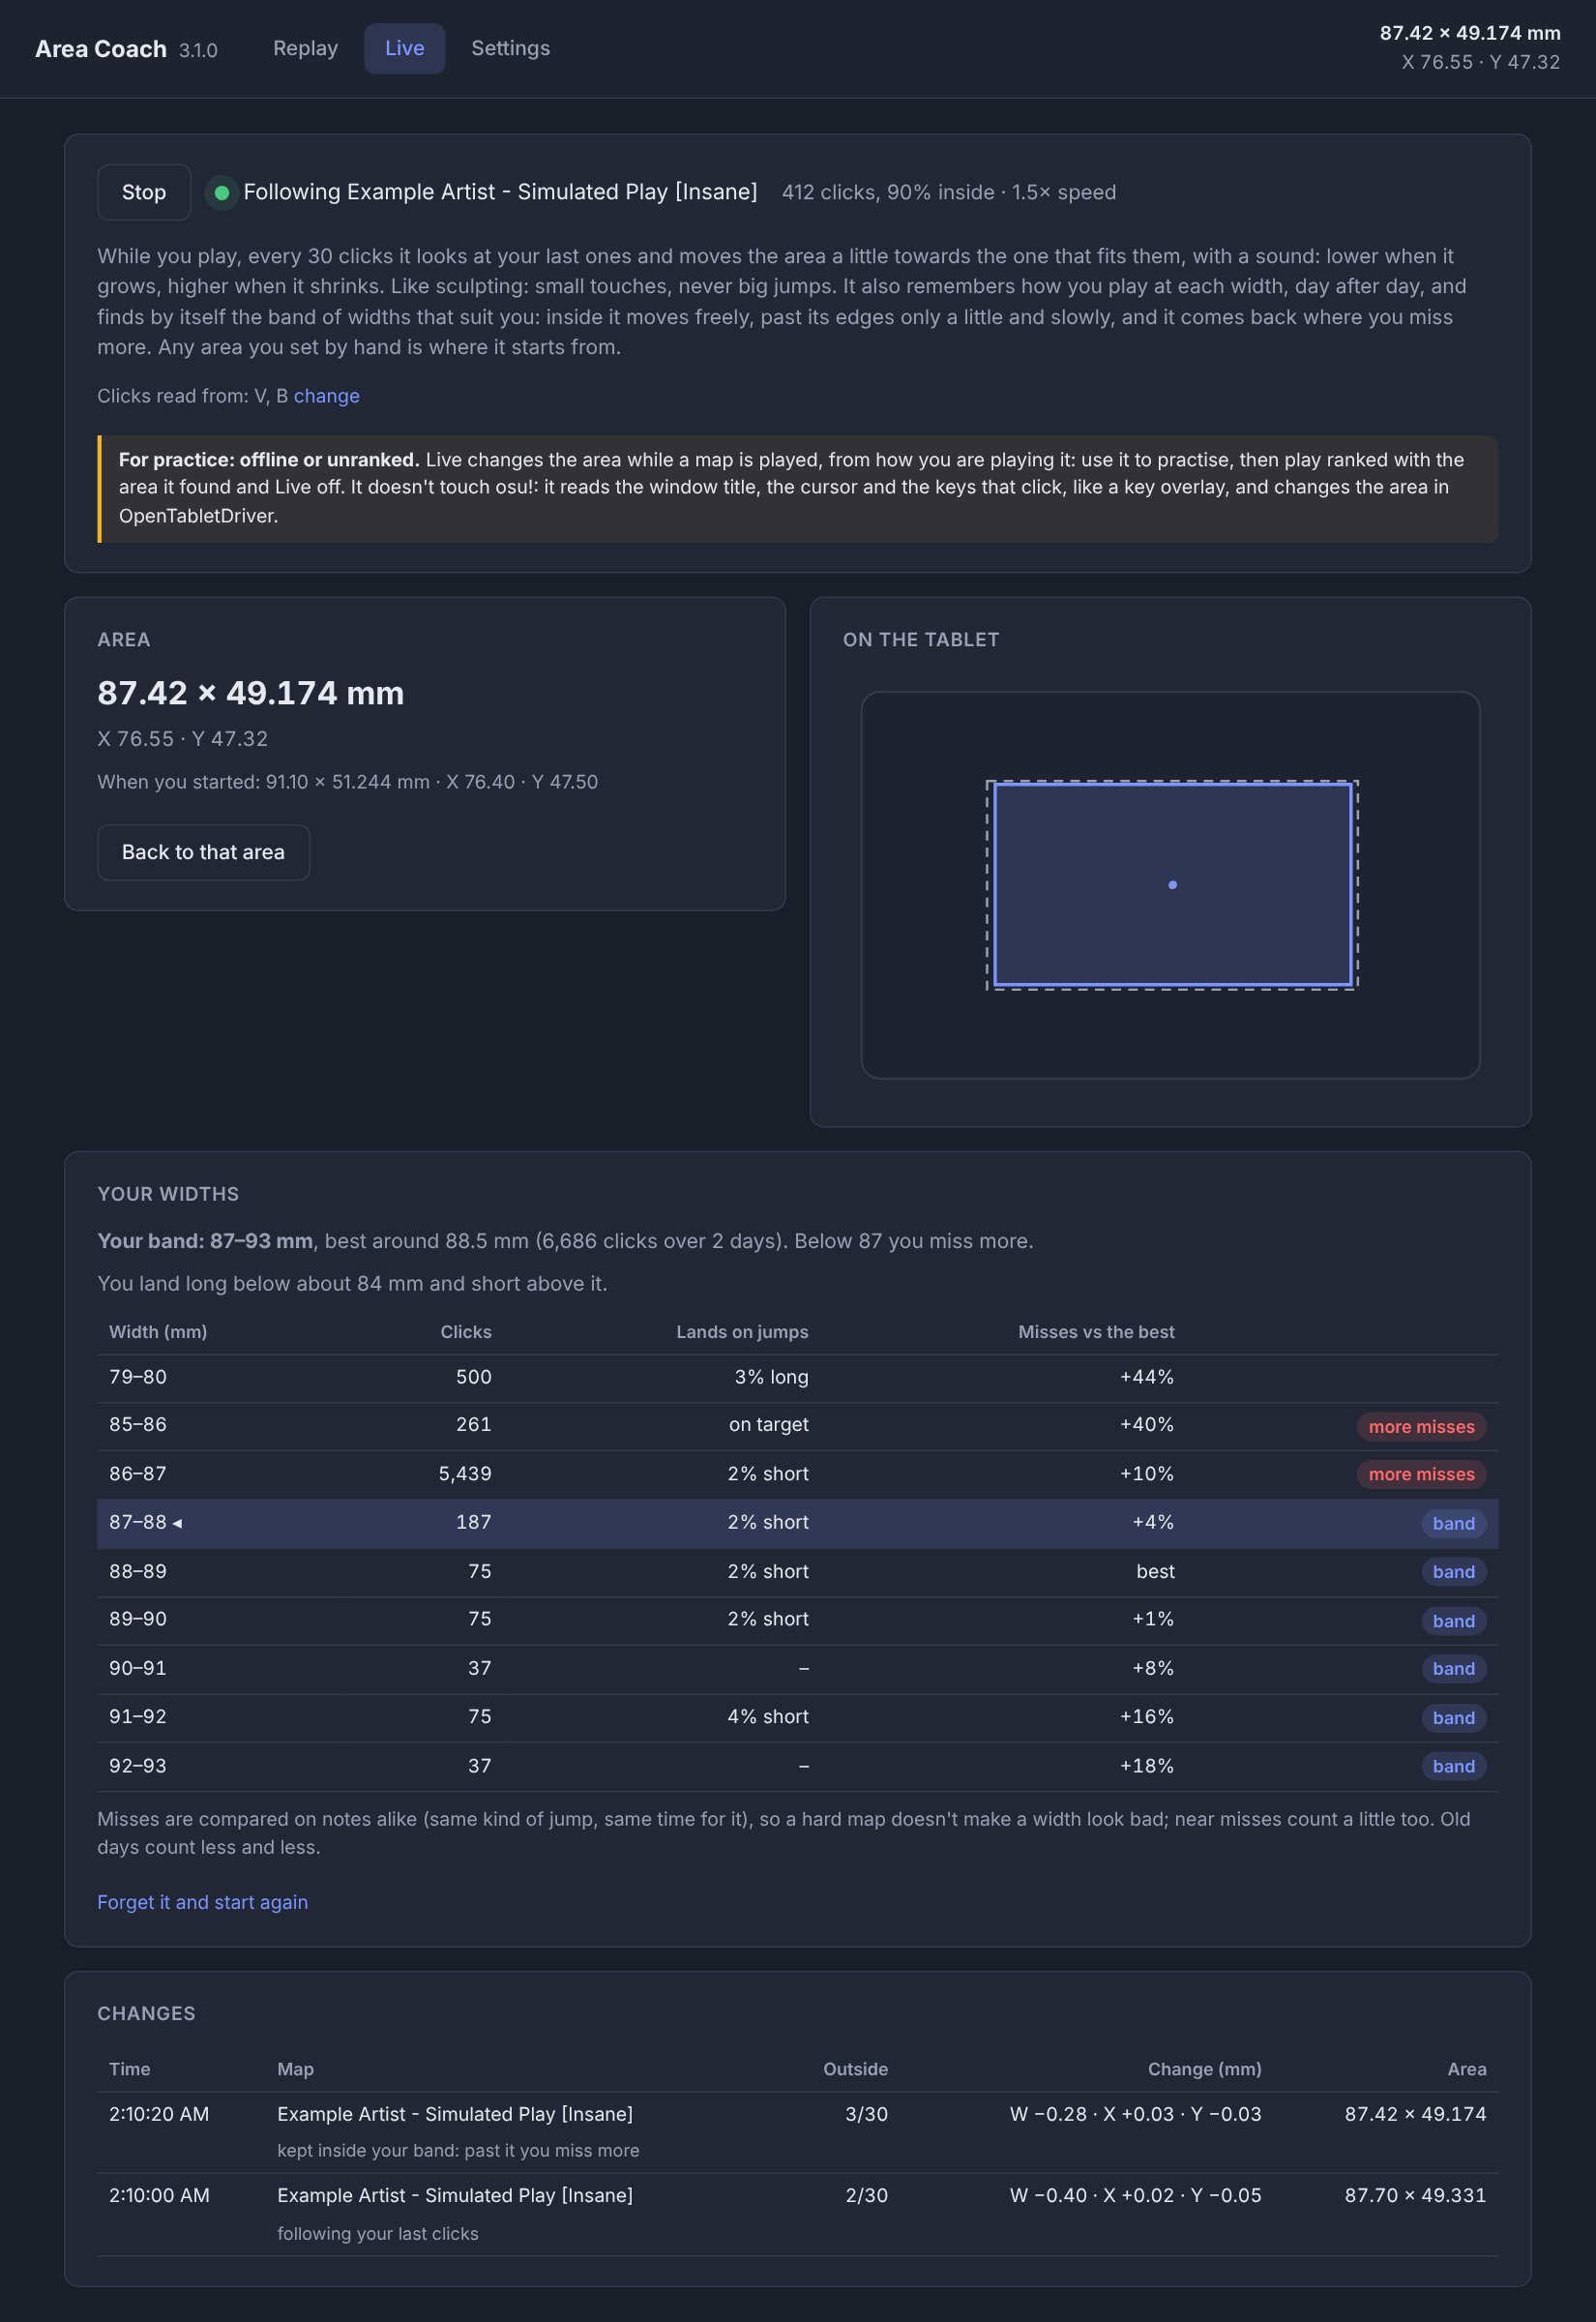 Area Coach 3.1.0 Replay Live Settings
87.42 × 49.174 mm
X 76.55 · Y 47.32
Stop Following Example Artist - Simulated Play [Insane] 412 clicks, 90% inside · 1.5× speed
While you play, every 30 clicks it looks at your last ones and moves the area a little towards the one that fits them, with a sound: lower when it
grows, higher when it shrinks. Like sculpting: small touches, never big jumps. It also remembers how you play at each width, day after day, and
finds by itself the band of widths that suit you: inside it moves freely, past its edges only a little and slowly, and it comes back where you miss
more. Any area you set by hand is where it starts from.
Clicks read from: V, B change
For practice: offline or unranked. Live changes the area while a map is played, from how you are playing it: use it to practise, then play ranked with the
area it found and Live off. It doesn't touch osu!: it reads the window title, the cursor and the keys that click, like a key overlay, and changes the area in
OpenTabletDriver.
AREA
87.42 × 49.174 mm
X 76.55 · Y 47.32
When you started: 91.10 × 51.244 mm · X 76.40 · Y 47.50
Back to that area
ON THE TABLET
YOUR WIDTHS
Your band: 87–93 mm, best around 88.5 mm (6,686 clicks over 2 days). Below 87 you miss more.
You land long below about 84 mm and short above it.
Width (mm) Clicks Lands on jumps Misses vs the best
79–80 500 3% long +44%
85–86 261 on target +40% more misses
86–87 5,439 2% short +10% more misses
87–88 ◂ 187 2% short +4% band
88–89 75 2% short best band
89–90 75 2% short +1% band
90–91 37 – +8% band
91–92 75 4% short +16% band
92–93 37 – +18% band
Misses are compared on notes alike (same kind of jump, same time for it), so a hard map doesn't make a width look bad; near misses count a little too. Old
days count less and less.
Forget it and start again
CHANGES
Time Map Outside Change (mm) Area
2:10:20 AM Example Artist - Simulated Play [Insane] 3/30 W −0.28 · X +0.03 · Y −0.03 87.42 × 49.174
kept inside your band: past it you miss more
2:10:00 AM Example Artist - Simulated Play [Insane] 2/30 W −0.40 · X +0.02 · Y −0.05 87.70 × 49.331
following your last clicks